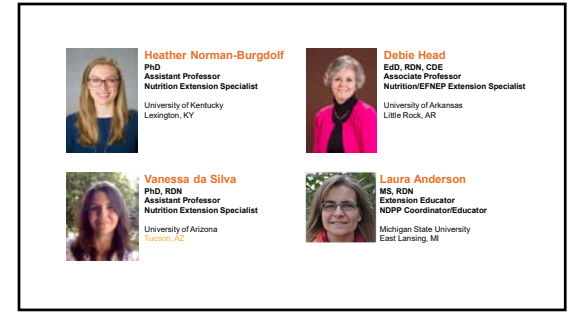 Heather Norman-Burgdolf
PhD
Assistant Professor
Nutrition Extension Specialist
University of Kentucky
Lexington, KY
Debie Head
EdD, RDN, CDE
Associate Professor
Nutrition/EFNEP Extension Specialist
University of Arkansas
Little Rock, AR
Vanessa da Silva
PhD, RDN
Assistant Professor
Nutrition Extension Specialist
University of Arizona
Tucson, AZ
Laura Anderson
MS, RDN
Extension Educator
NDPP Coordinator/Educator
Michigan State University
East Lansing, MI